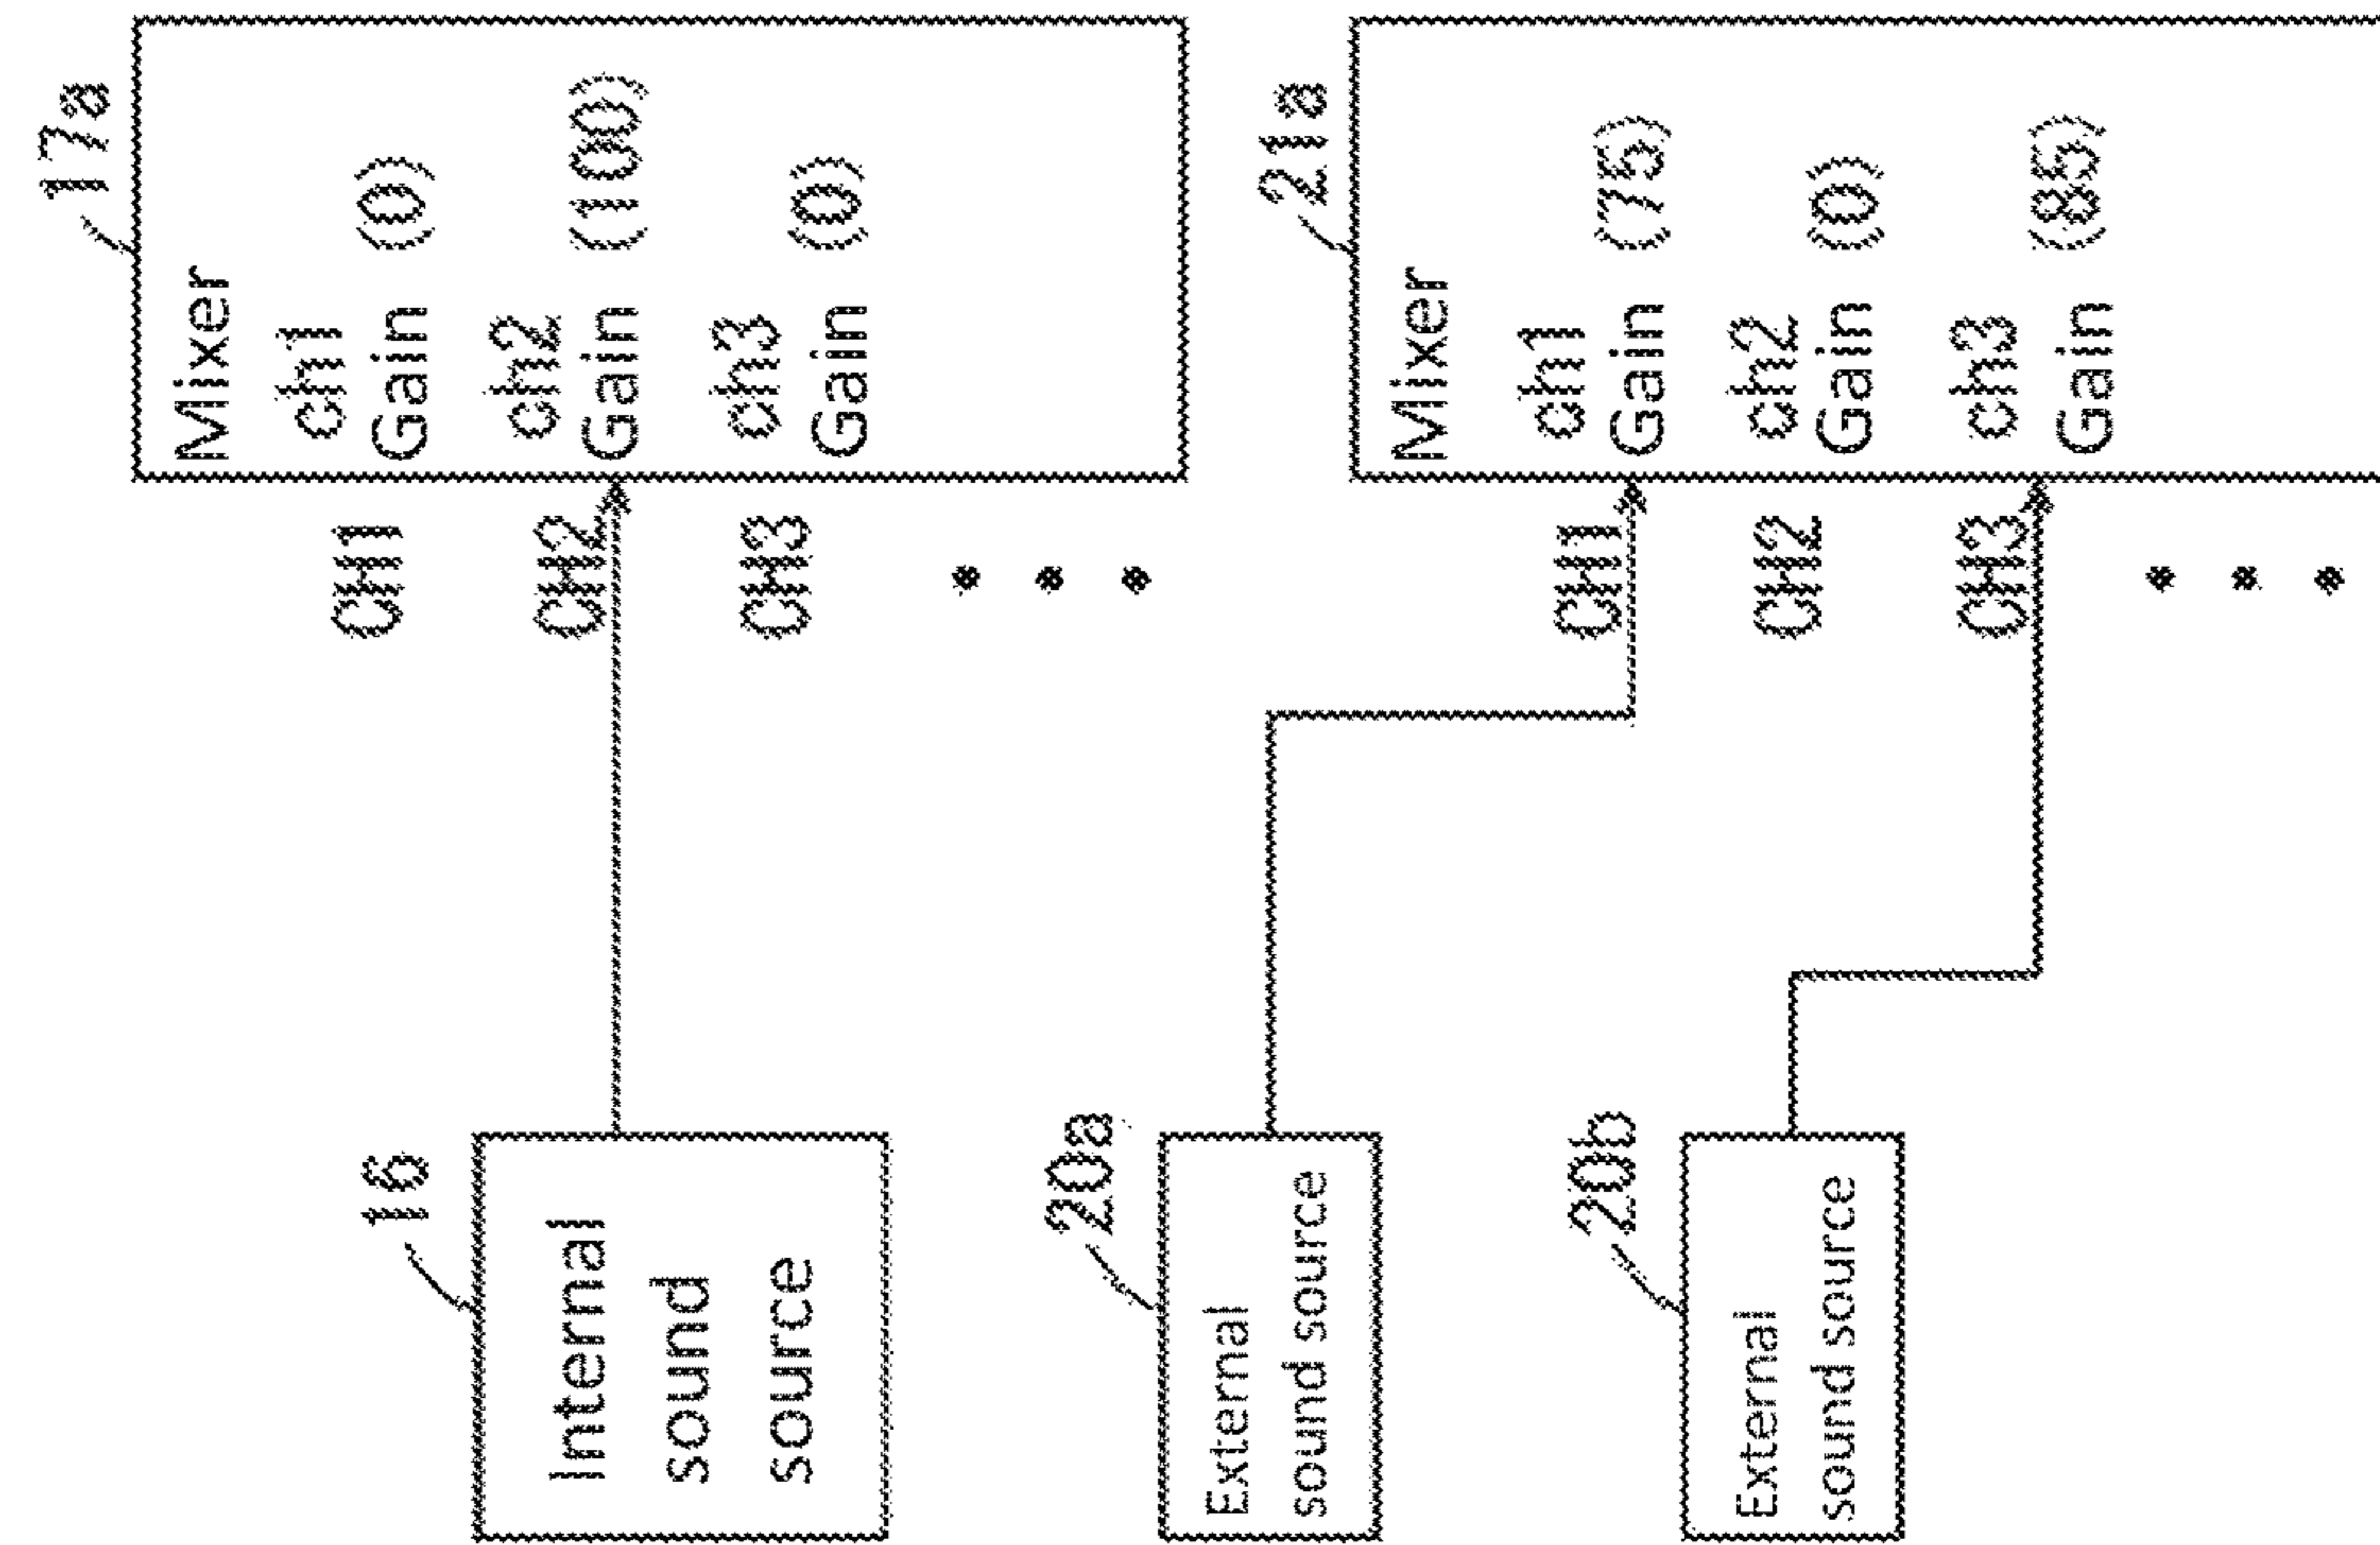 16
Internal
sound
source
CH1
CH2
CH3
17a
Mixer
ch1
Gain (0)
ch2
Gain (100)
ch3
Gain (0)
20a
External
sound source
20b
External
sound source
CH1
CH2
CH3
21a
Mixer
ch1
Gain (75)
ch2
Gain (0)
ch3
Gain (85)